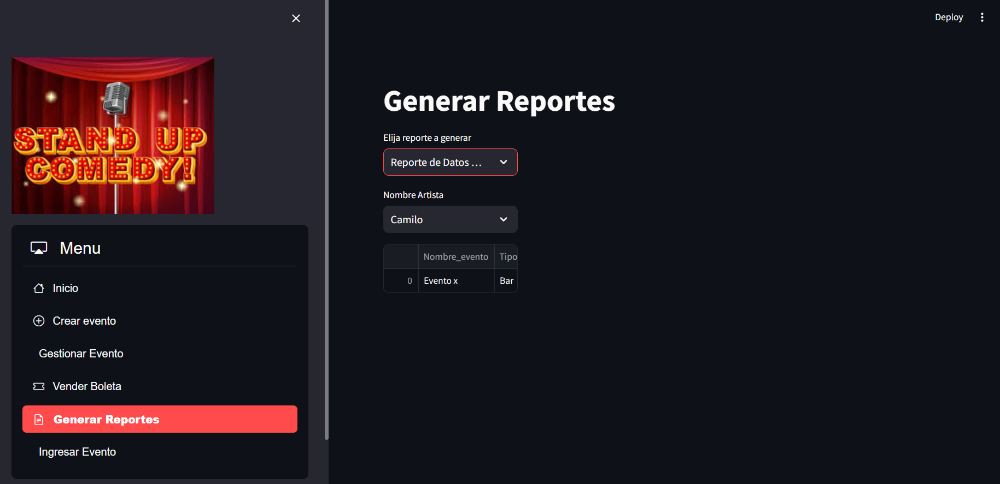 Deploy
STAND UP
COMEDY!
Menu
Inicio
Crear evento
Gestionar Evento
Vender Boleta
Generar Reportes
Ingresar Evento
Generar Reportes
Elija reporte a generar
Reporte de Datos ...
Nombre Artista
Camilo
Nombre_evento Tipo
0 Evento x Bar